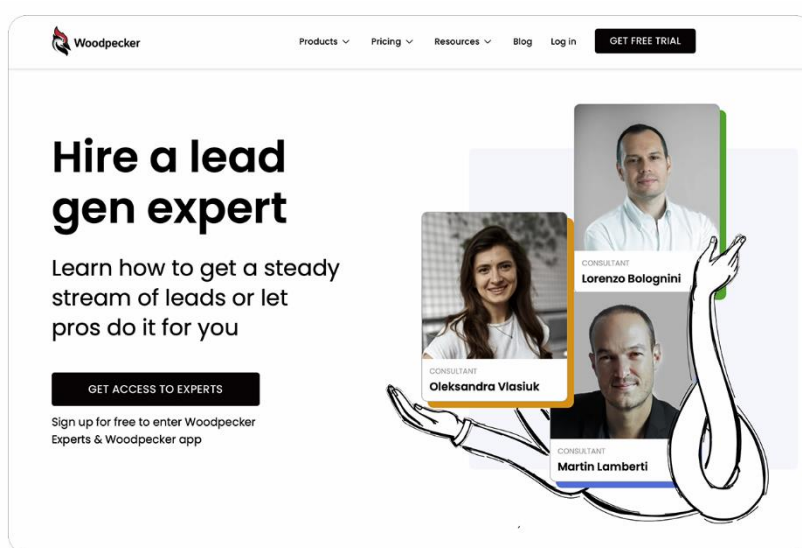 Woodpecker
Products
Pricing
Resources
Blog
Log in
GET FREE TRIAL
Hire a lead
gen expert
Learn how to get a steady
stream of leads or let
pros do it for you
GET ACCESS TO EXPERTS
Sign up for free to enter Woodpecker
Experts & Woodpecker app
CONSULTANT
Lorenzo Bolognini
CONSULTANT
Oleksandra Vlasiuk
CONSULTANT
Martin Lamberti